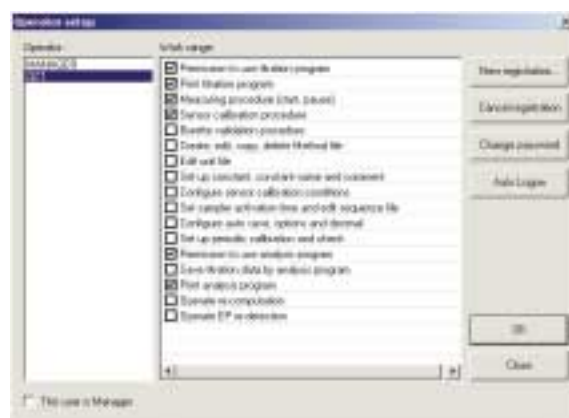 Operator setups
Operator
MANAGER
Work range
Permission to use titration program
Print titration program
Measuring procedure (start, pause)
Sensor calibration procedure
Burette validation procedure
Create, edit, copy, delete Method file
Edit unit file
Set up constant, constant name and comment
Configure sensor calibration conditions
Set sampler activation time and edit sequence file
Configure auto save, options and decimal
Set up periodic calibration and check
Permission to use analysis program
Save titration data by analysis program
Print analysis program
Operate re-computation
Operate EP re-detection
New registration...
Cancel registration
Change password
Auto Logon
OK
Close
This user is Manager